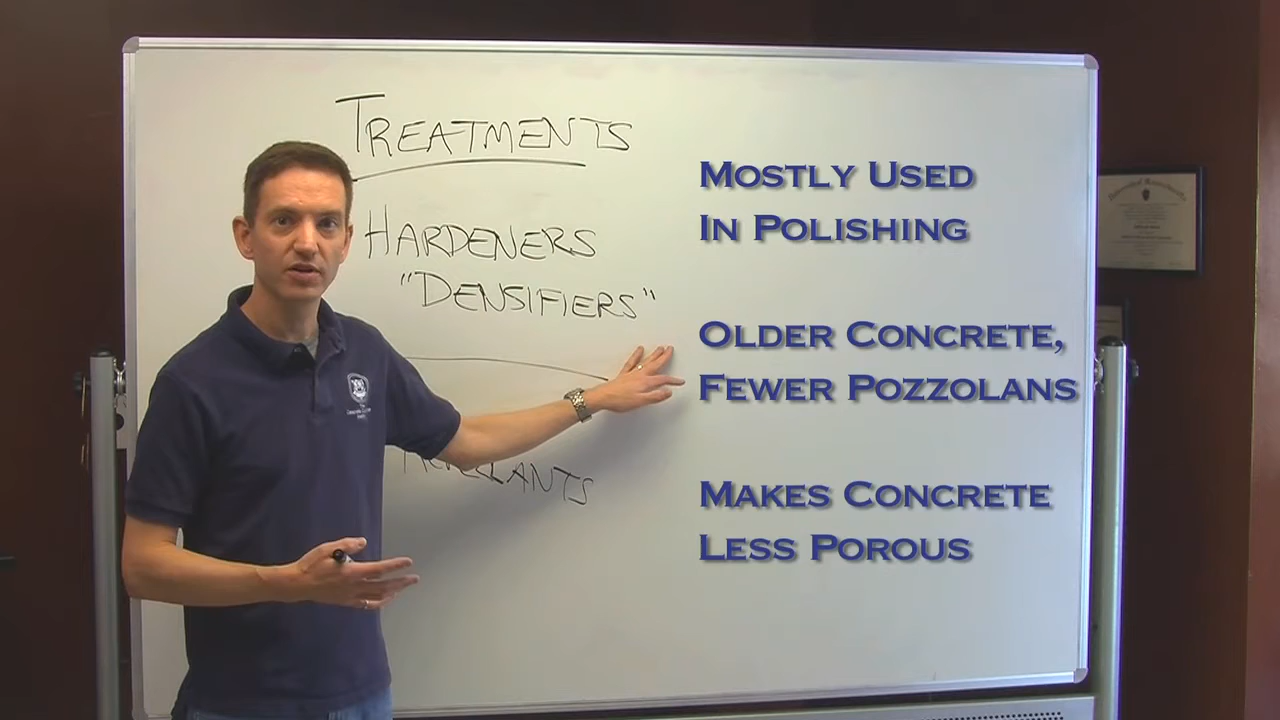 TREATMENTS
HARDENERS
"DENSIFIERS"
MOSTLY USED
IN POLISHING
OLDER CONCRETE,
FEWER POZZOLANS
MAKES CONCRETE
LESS POROUS